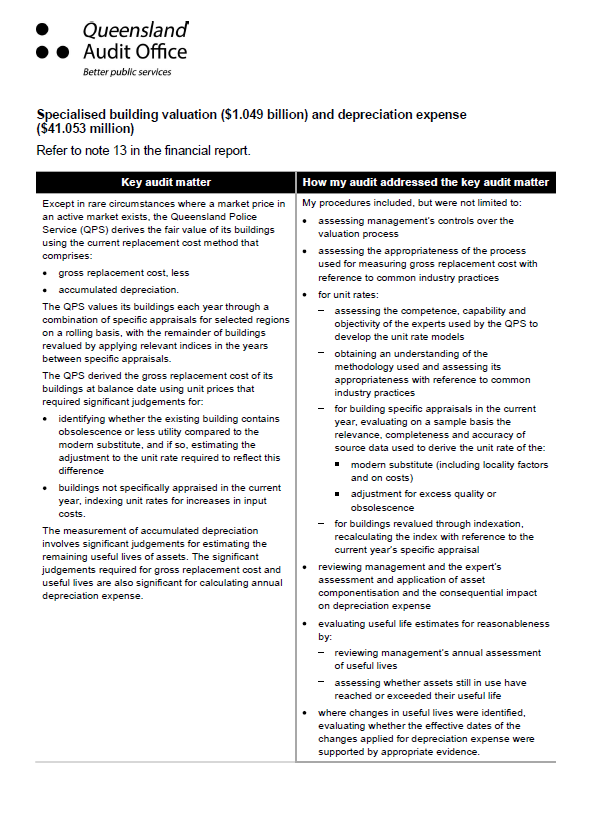 Queensland
Audit Office
Better public services
Specialised building valuation ($1.049 billion) and depreciation expense
($41.053 million)
Refer to note 13 in the financial report.
Key audit matter
Except in rare circumstances where a market price in
an active market exists, the Queensland Police
Service (QPS) derives the fair value of its buildings
using the current replacement cost method that
comprises:
• gross replacement cost, less
• accumulated depreciation.
The QPS values its buildings each year through a
combination of specific appraisals for selected regions
on a rolling basis, with the remainder of buildings
revalued by applying relevant indices in the years
between specific appraisals.
The QPS derived the gross replacement cost of its
buildings at balance date using unit prices that
required significant judgements for:
• identifying whether the existing building contains
obsolescence or less utility compared to the
modern substitute, and if so, estimating the
adjustment to the unit rate required to reflect this
difference
• buildings not specifically appraised in the current
year, indexing unit rates for increases in input
costs.
The measurement of accumulated depreciation
involves significant judgements for estimating the
remaining useful lives of assets. The significant
judgements required for gross replacement cost and
useful lives are also significant for calculating annual
depreciation expense.
How my audit addressed the key audit matter
My procedures included, but were not limited to:
• assessing management's controls over the
valuation process
• assessing the appropriateness of the process
used for measuring gross replacement cost with
reference to common industry practices
• for unit rates:
– assessing the competence, capability and
objectivity of the experts used by the QPS to
develop the unit rate models
– obtaining an understanding of the
methodology used and assessing its
appropriateness with reference to common
industry practices
– for building specific appraisals in the current
year, evaluating on a sample basis the
relevance, completeness and accuracy of
source data used to derive the unit rate of the:
▪ modern substitute (including locality factors
and on costs)
▪ adjustment for excess quality or
obsolescence
– for buildings revalued through indexation,
recalculating the index with reference to the
current year's specific appraisal
• reviewing management and the expert's
assessment and application of asset
componentisation and the consequential impact
on depreciation expense
• evaluating useful life estimates for reasonableness
by:
– reviewing management's annual assessment
of useful lives
– assessing whether assets still in use have
reached or exceeded their useful life
• where changes in useful lives were identified,
evaluating whether the effective dates of the
changes applied for depreciation expense were
supported by appropriate evidence.